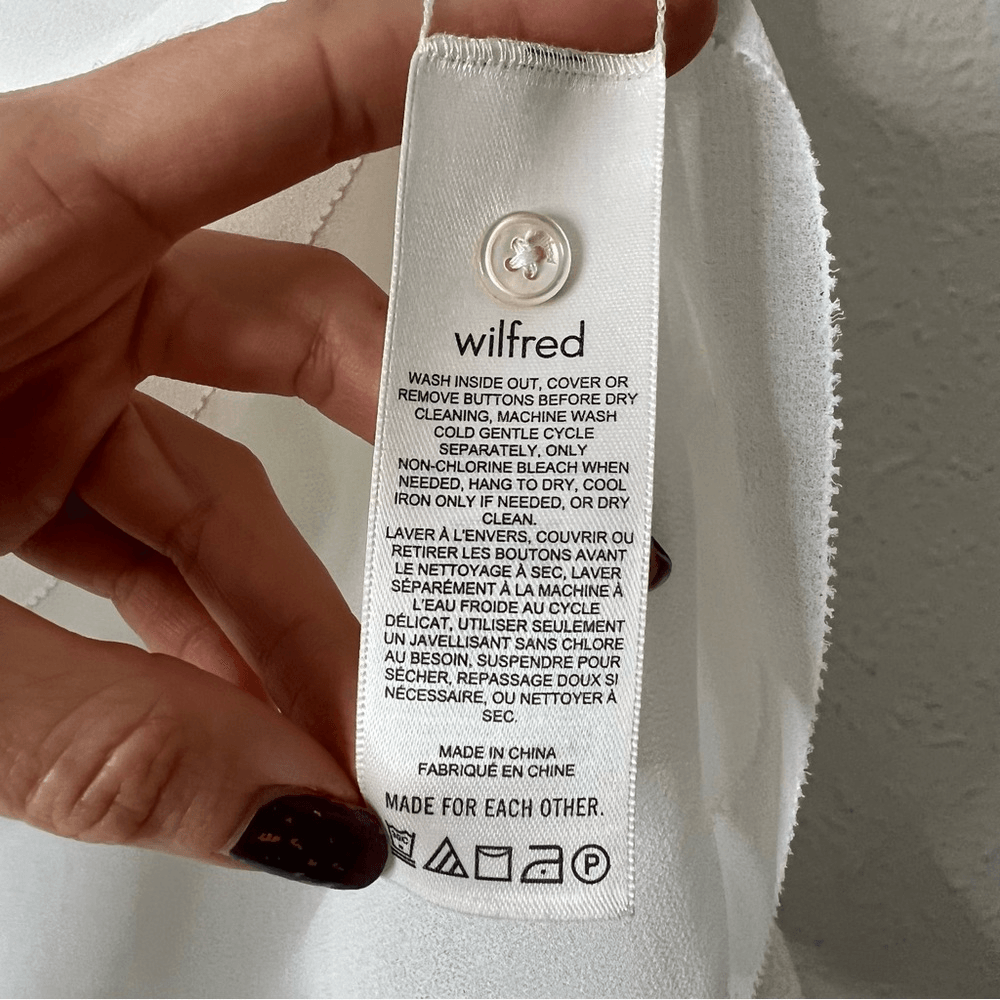 wilfred
WASH INSIDE OUT, COVER OR
REMOVE BUTTONS BEFORE DRY
CLEANING, MACHINE WASH
COLD GENTLE CYCLE
SEPARATELY, ONLY
NON-CHLORINE BLEACH WHEN
NEEDED, HANG TO DRY, COOL
IRON ONLY IF NEEDED, OR DRY
CLEAN.
LAVER À L'ENVERS, COUVRIR OU
RETIRER LES BOUTONS AVANT
LE NETTOYAGE À SEC, LAVER
SÉPARÉMENT À LA MACHINE À
L'EAU FROIDE AU CYCLE
DÉLICAT, UTILISER SEULEMENT
UN JAVELLISANT SANS CHLORE
AU BESOIN, SUSPENDRE POUR
SÉCHER, REPASSAGE DOUX SI
NÉCESSAIRE, OU NETTOYER À
SEC.
MADE IN CHINA
FABRIQUÉ EN CHINE
MADE FOR EACH OTHER.
P